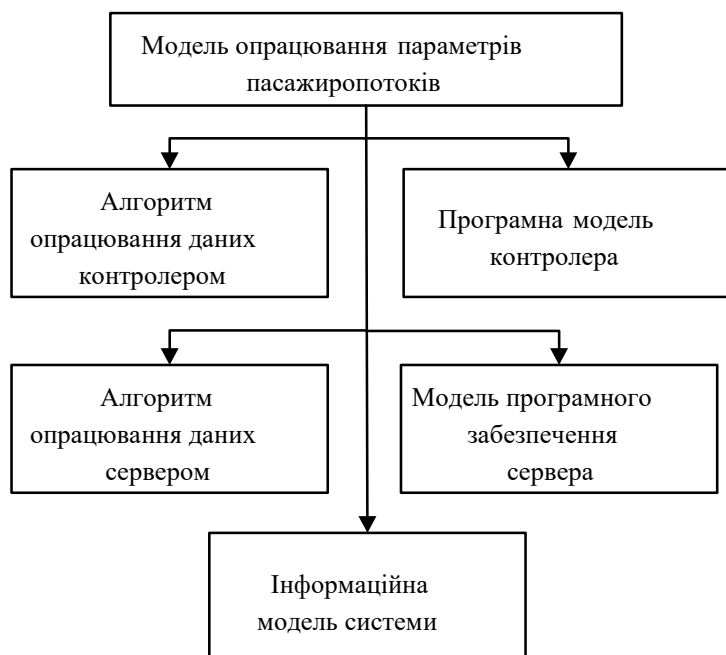 Модель опрацювання параметрів
пасажиропотоків
Алгоритм
опрацювання даних
контролером
Програмна модель
контролера
Алгоритм
опрацювання даних
сервером
Модель програмного
забезпечення
сервера
Інформаційна
модель системи